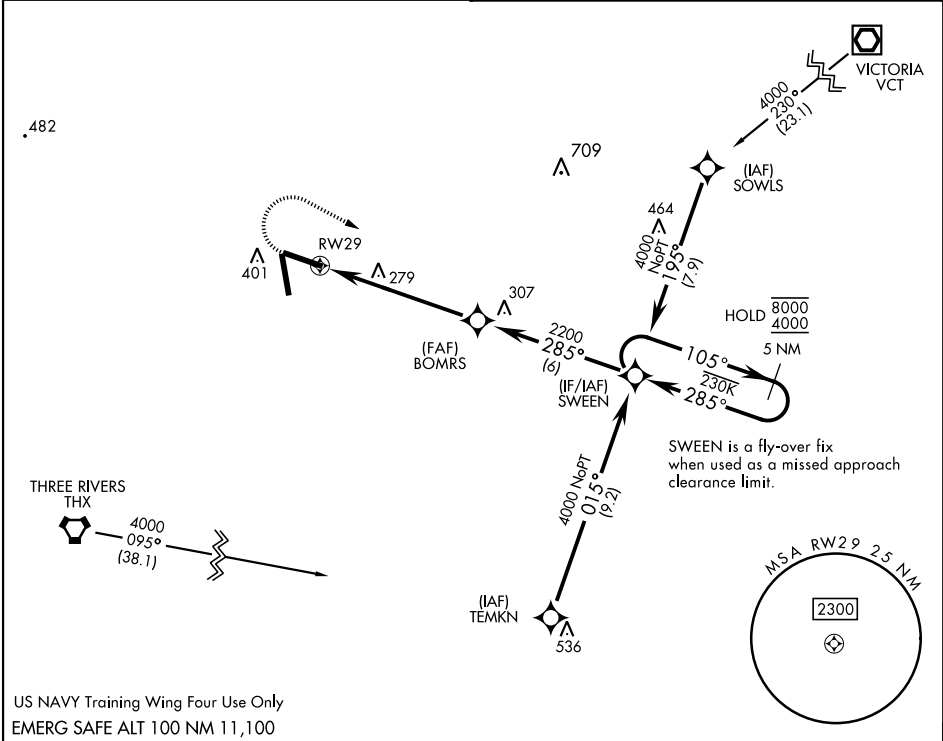 VICTORIA
VCT
4000
230°
(23.1)
482
709
(IAF)
SOWLS
464
4000
NoPT
195°
(7.9)
RW29
401
279
307
HOLD 8000
4000
5 NM
(FAF)
BOMRS
2200
285°
(6)
105°
230K
285°
(IF/IAF)
SWEEN
SWEEN is a fly-over fix
when used as a missed approach
clearance limit.
THREE RIVERS
THX
4000
095°
(38.1)
4000 NoPT
015°
(9.2)
(IAF)
TEMKN
536
MSA RW29 25 NM
2300
US NAVY Training Wing Four Use Only
EMERG SAFE ALT 100 NM 11,100